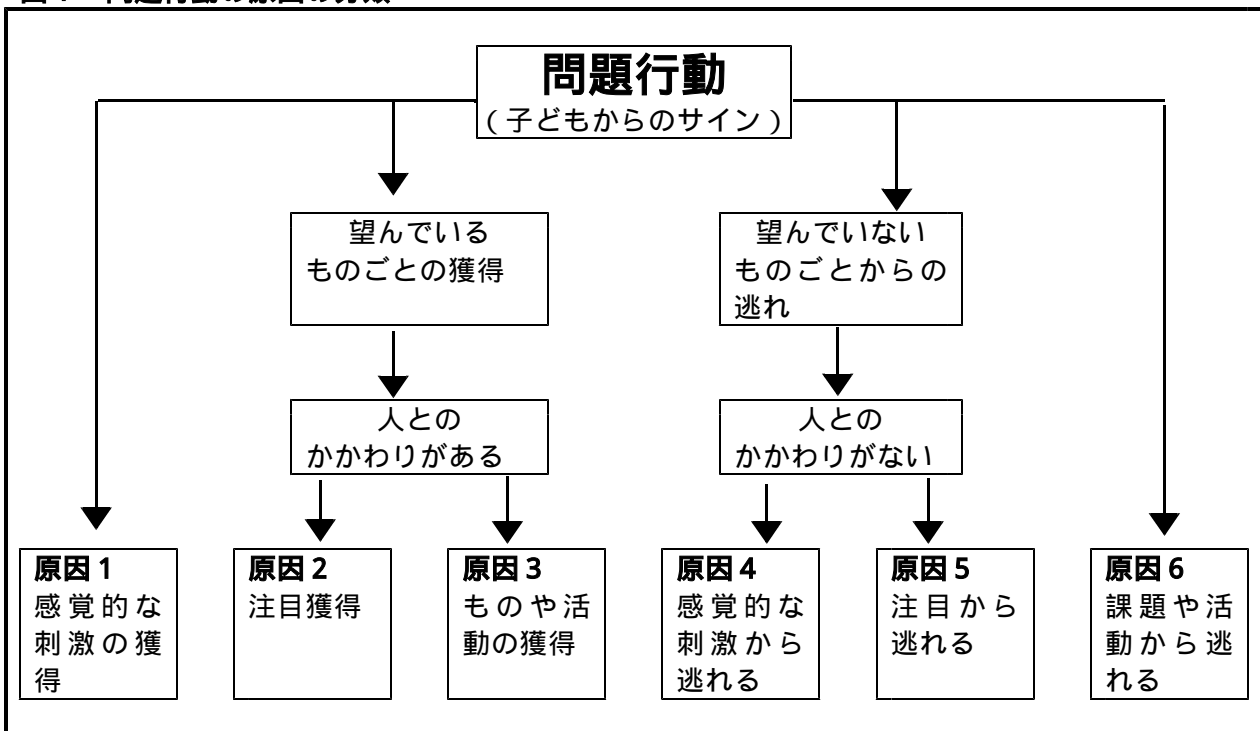 問題行動
（子どもからのサイン）
望んでいる
ものごとの獲得
望んでいない
ものごとからの
逃れ
人との
かかわりがある
人との
かかわりがない
原因1
感覚的な
刺激の獲
得
原因2
注目獲得
原因3
ものや活
動の獲得
原因4
感覚的な
刺激から
逃れる
原因5
注目から
逃れる
原因6
課題や活
動から逃
れる